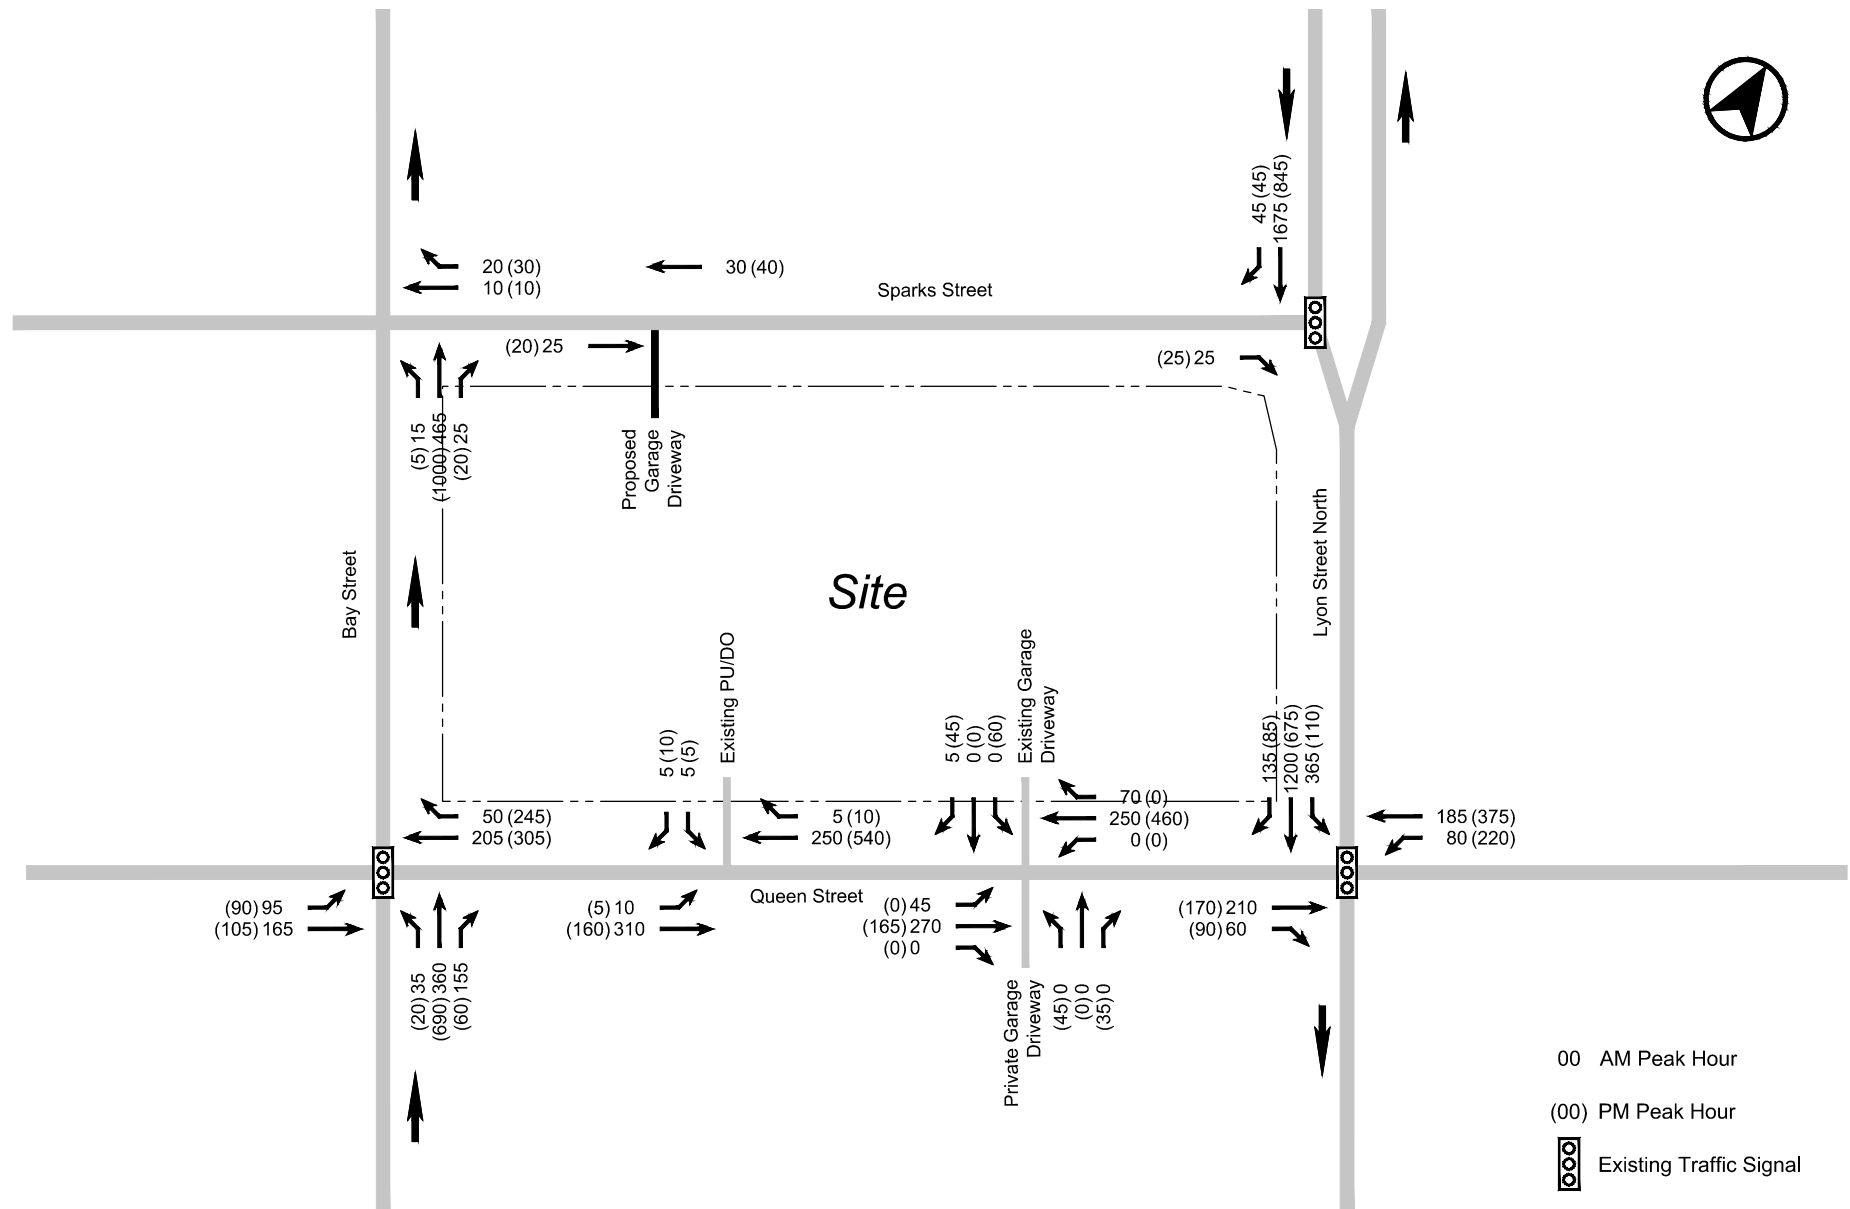 45 (45)
1675 (845)
20 (30)
10 (10)
30 (40)
Sparks Street
(20) 25
(25) 25
(5) 15
(1000) 465
(20) 25
Proposed
Garage
Driveway
Bay Street
Site
Lyon Street North
Existing PU/DO
Existing Garage
Driveway
5 (10)
5 (5)
5 (45)
0 (0)
0 (60)
135 (85)
1200 (675)
365 (110)
50 (245)
205 (305)
5 (10)
250 (540)
70 (0)
250 (460)
0 (0)
185 (375)
80 (220)
Queen Street
(90) 95
(105) 165
(5) 10
(160) 310
(0) 45
(165) 270
(0) 0
(170) 210
(90) 60
(20) 35
(690) 360
(60) 155
Private Garage
Driveway
(45) 0
(0) 0
(35) 0
00 AM Peak Hour
(00) PM Peak Hour
Existing Traffic Signal